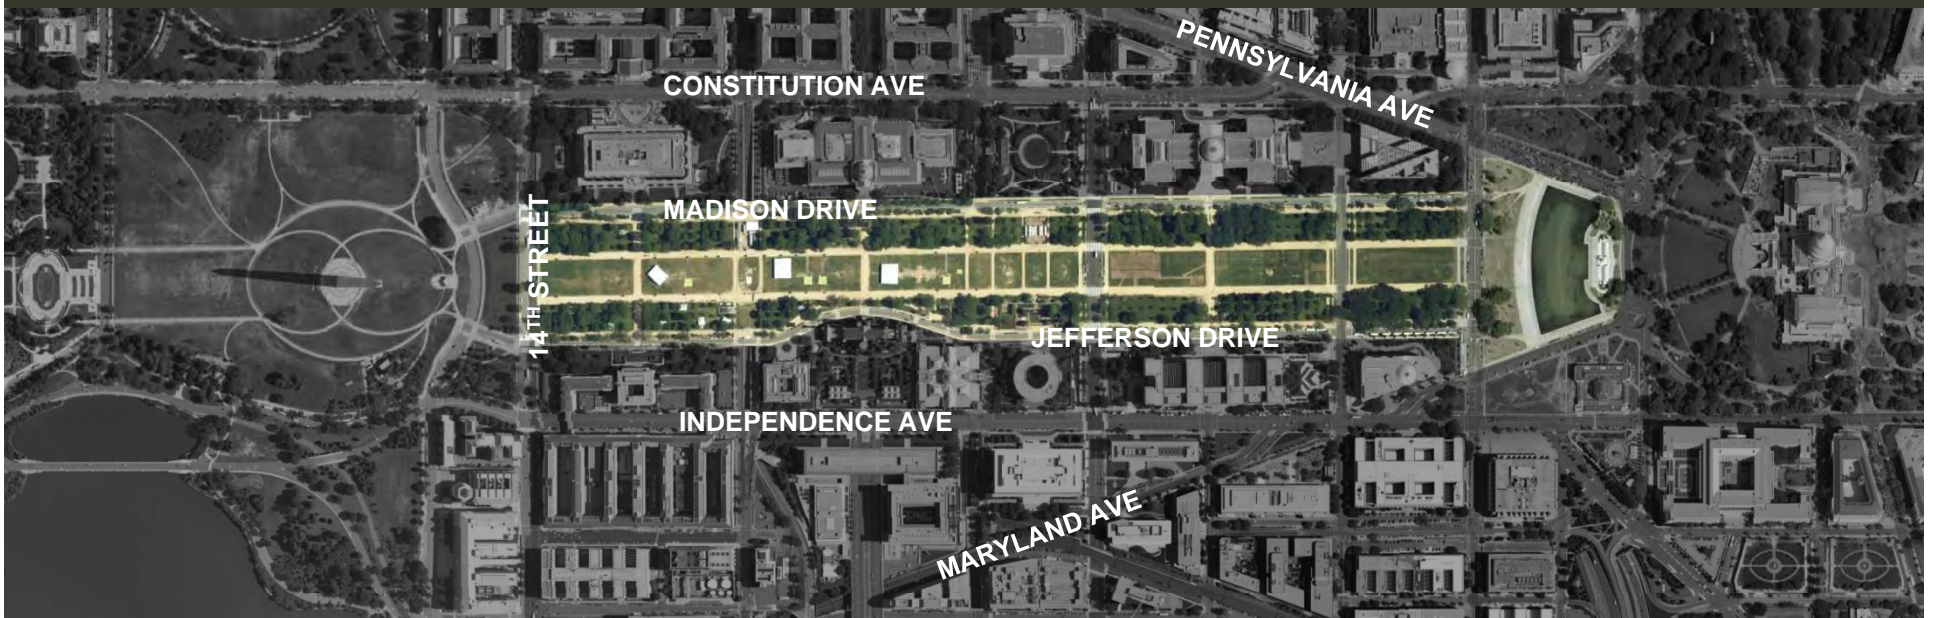 PENNSYLVANIA AVE
CONSTITUTION AVE
MADISON DRIVE
14TH STREET
JEFFERSON DRIVE
INDEPENDENCE AVE
MARYLAND AVE